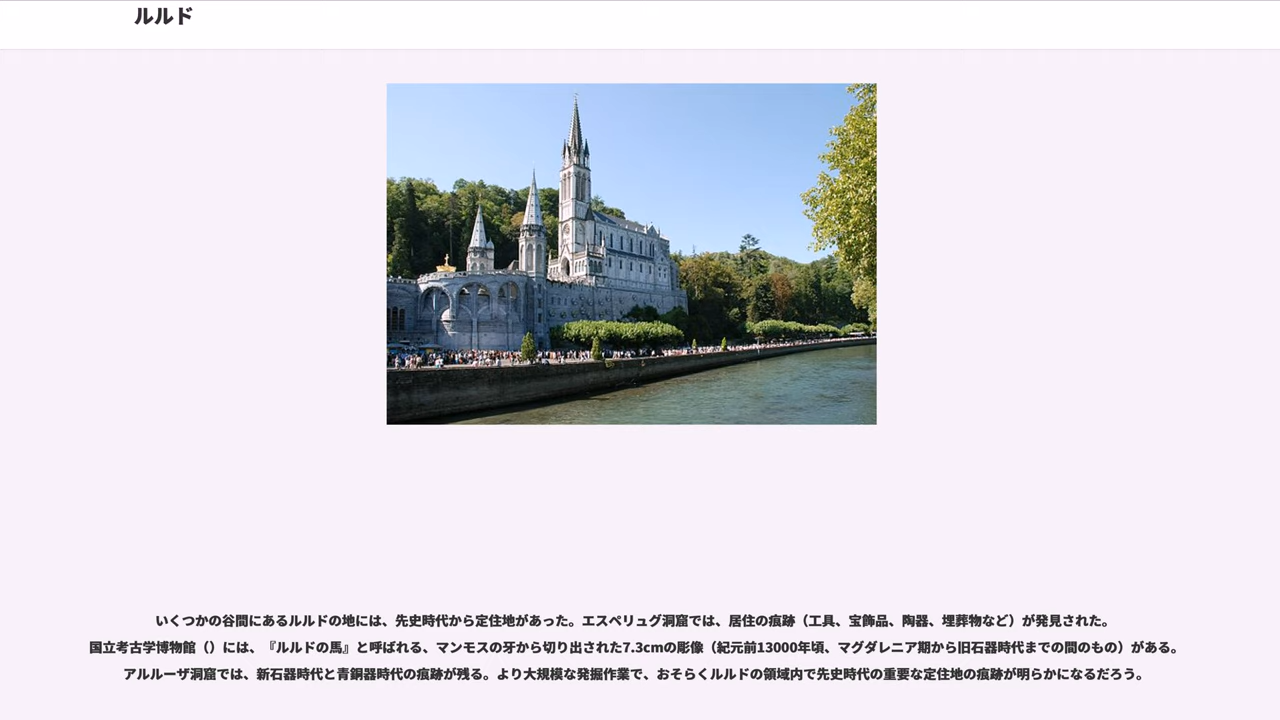 ルルド
いくつかの谷間にあるルルドの地には、先史時代から定住地があった。エスペリュグ洞窟では、居住の痕跡（工具、宝飾品、陶器、埋葬物など）が発見された。
国立考古学博物館（）には、『ルルドの馬』と呼ばれる、マンモスの牙から切り出された7.3cmの彫像（紀元前13000年頃、マグダレニア期から旧石器時代までの間のもの）がある。
アルルーザ洞窟では、新石器時代と青銅器時代の痕跡が残る。より大規模な発掘作業で、おそらくルルドの領域内で先史時代の重要な定住地の痕跡が明らかになるだろう。